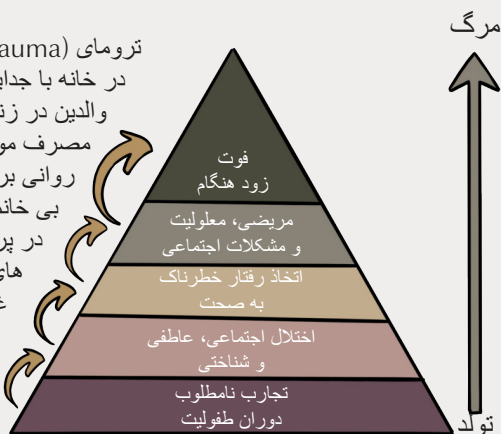 مرگ
ترومای (auma
در خانه با جدای
والدین در زن
مصرف مو
روانی بر
بی خان
در پر
های
فوت
زود هنگام
مریضی، معلولیت
و مشکلات اجتماعی
اتخاذ رفتار خطرناک
به صحت
اختلال اجتماعی، عاطفی
و شناختی
تجارب نامطلوب
دوران طفولیت
تولد